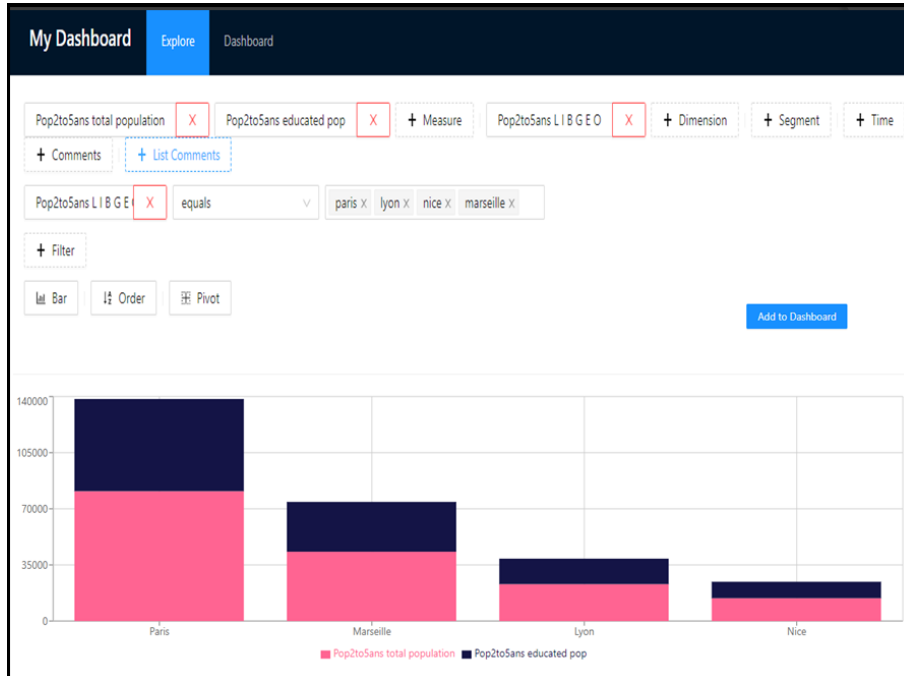 My Dashboard Explore Dashboard
Pop2to5ans total population X Pop2to5ans educated pop X + Measure Pop2to5ans L I B G E O X + Dimension + Segment + Time
+ Comments + List Comments
Pop2to5ans L I B G E X equals paris x lyon x nice x marseille x
+ Filter
Bar Order Pivot
Add to Dashboard
140000
105000
70000
35000
0
Paris Marseille Lyon Nice
Pop2to5ans total population Pop2to5ans educated pop